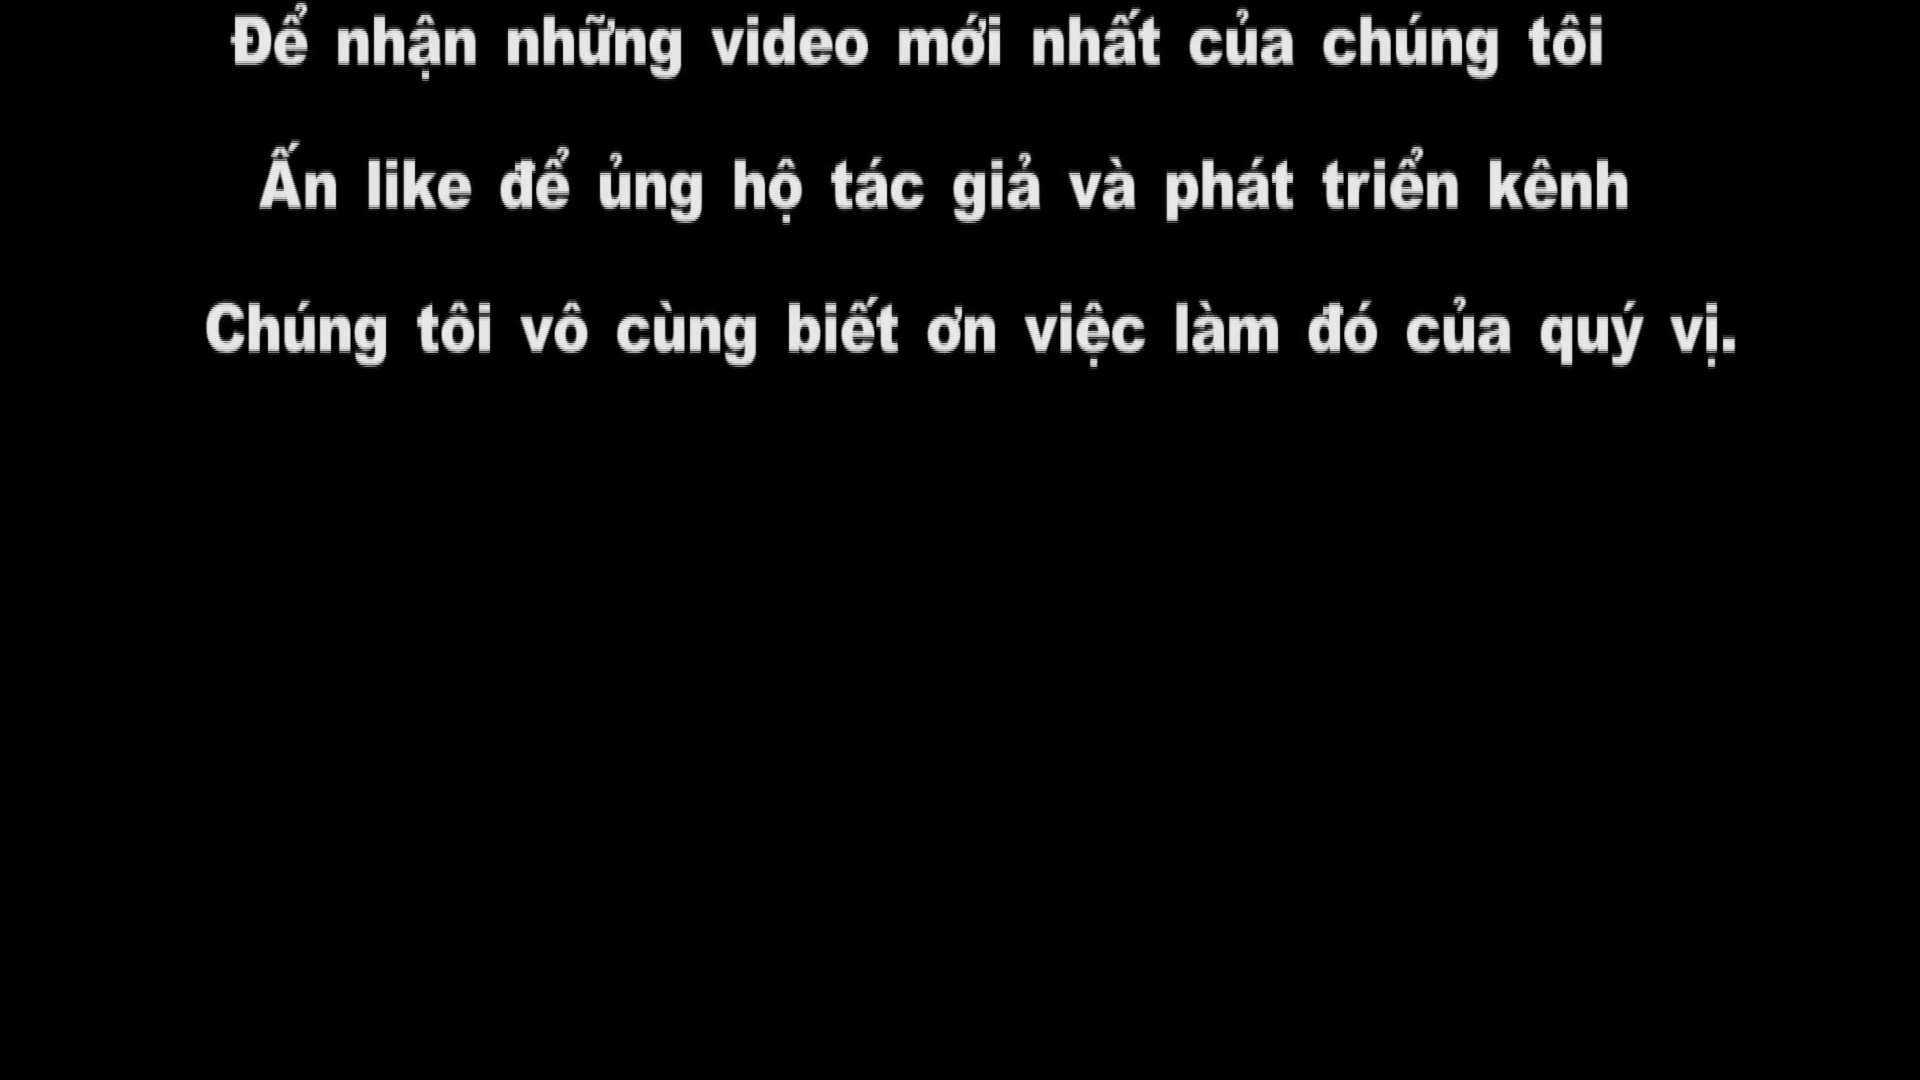 Để nhận những video mới nhất của chúng tôi
Ấn like để ủng hộ tác giả và phát triển kênh
Chúng tôi vô cùng biết ơn việc làm đó của quý vị.